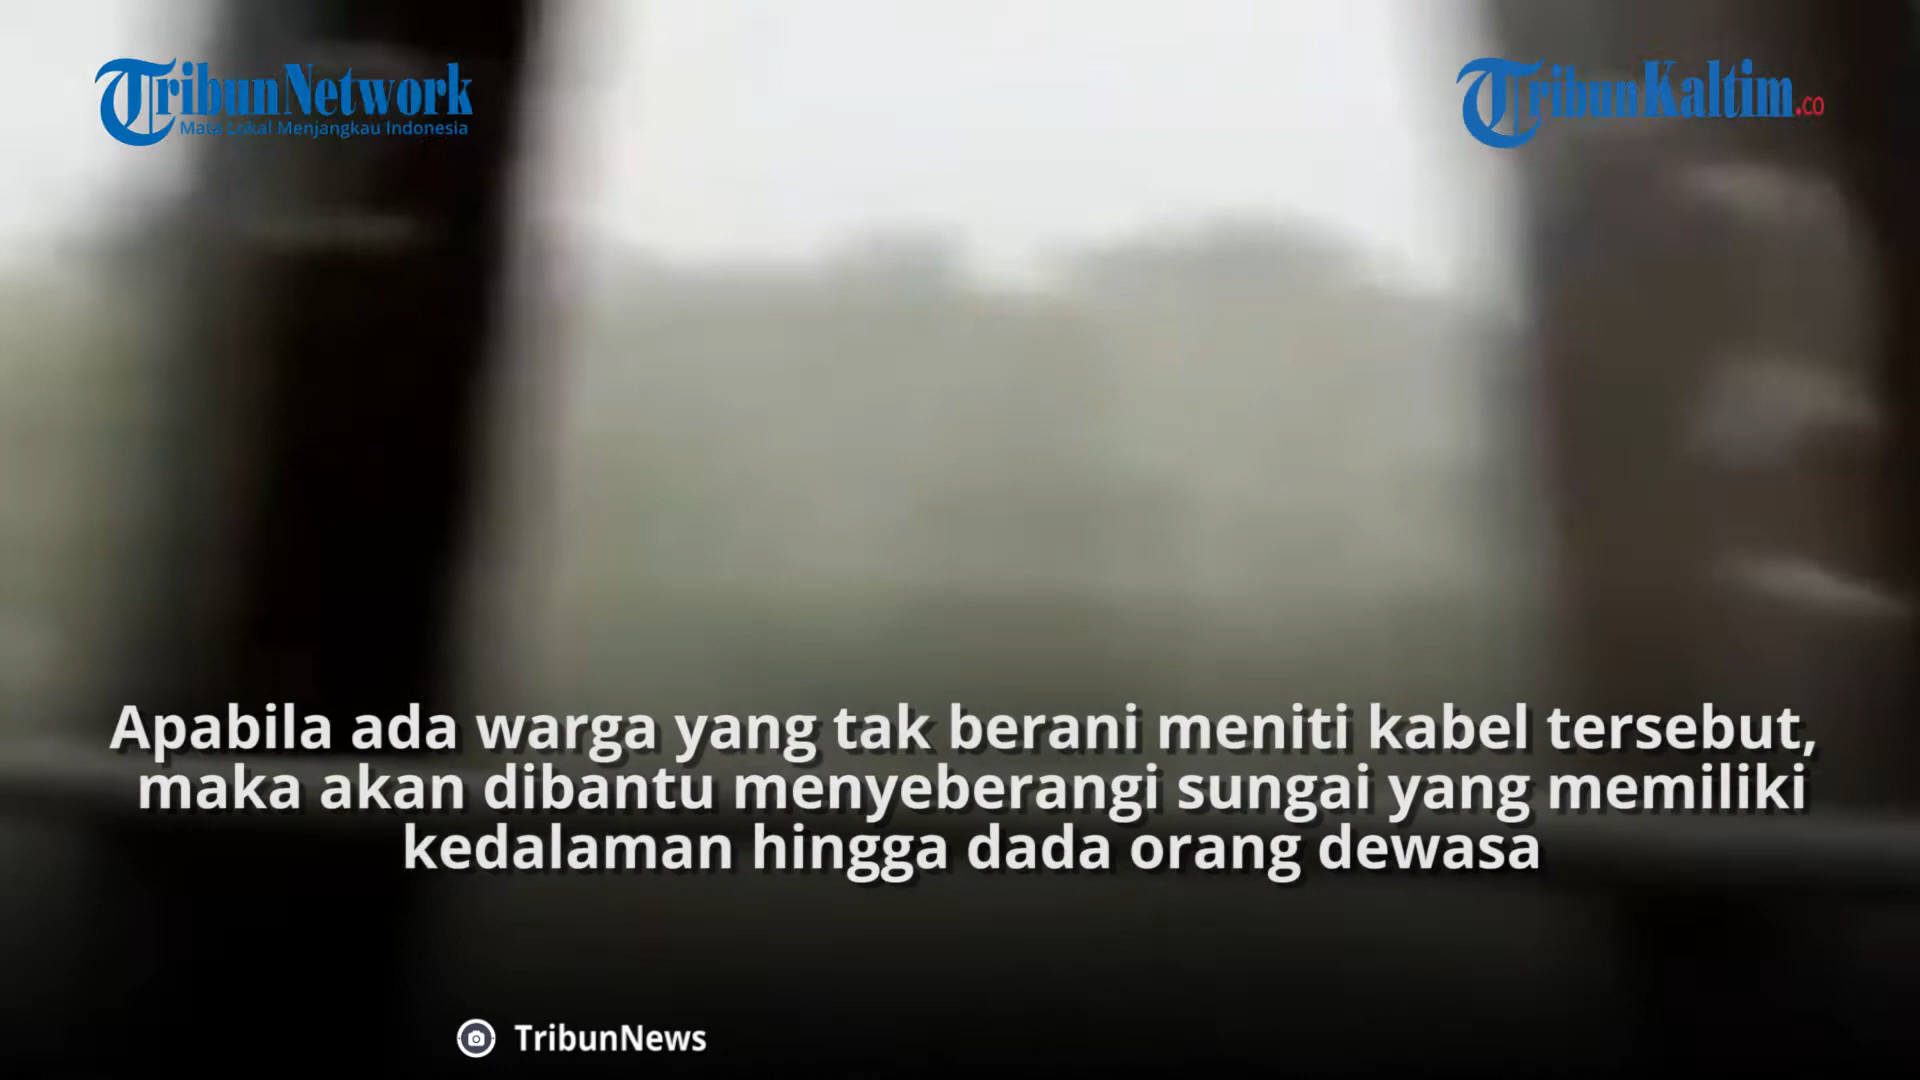 TribunNetwork
Mata Lokal Menjangkau Indonesia
TribunKaltim.co
Apabila ada warga yang tak berani meniti kabel tersebut,
maka akan dibantu menyeberangi sungai yang memiliki
kedalaman hingga dada orang dewasa
TribunNews